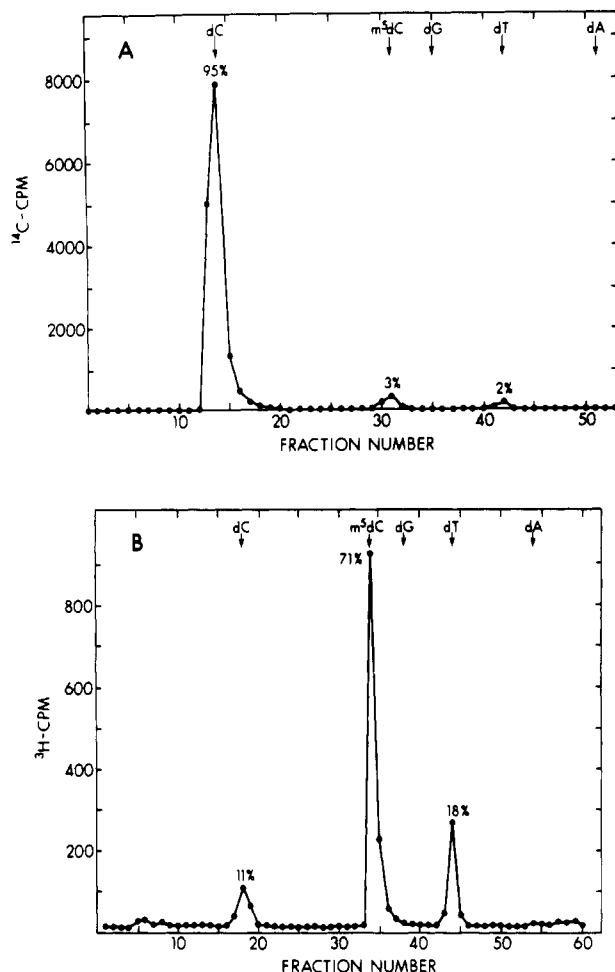 dC m⁵dC dG dT dA
A
95%
8000
6000
¹⁴C-CPM
4000
2000
3%
2%
10 20 30 40 50
FRACTION NUMBER
dC m⁵dC dG dT dA
B
71%
800
600
³H-CPM
400
18%
200
11%
10 20 30 40 50 60
FRACTION NUMBER